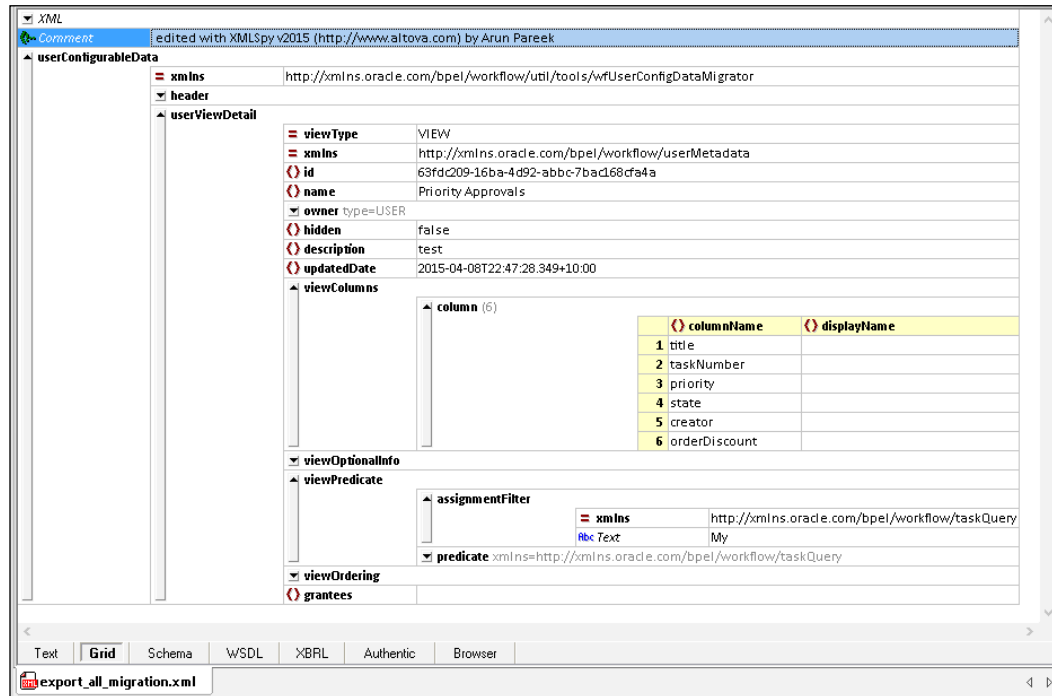 XML
Comment edited with XMLSpy v2015 (http://www.altova.com) by Arun Pareek
userConfigurableData
= xmlns http://xmlns.oracle.com/bpel/workflow/util/tools/wfUserConfigDataMigrator
header
userViewDetail
= viewType VIEW
= xmlns http://xmlns.oracle.com/bpel/workflow/userMetadata
() id 63fdc209-16ba-4d92-abbc-7bac168cfa4a
() name Priority Approvals
owner type=USER
() hidden false
() description test
() updatedDate 2015-04-08T22:47:28.349+10:00
viewColumns
column (6)
() columnName () displayName
1 title
2 taskNumber
3 priority
4 state
5 creator
6 orderDiscount
viewOptionalInfo
viewPredicate
assignmentFilter
= xmlns http://xmlns.oracle.com/bpel/workflow/taskQuery
Abc Text My
predicate xmlns=http://xmlns.oracle.com/bpel/workflow/taskQuery
viewOrdering
() grantees
Text Grid Schema WSDL XBRL Authentic Browser
export_all_migration.xml